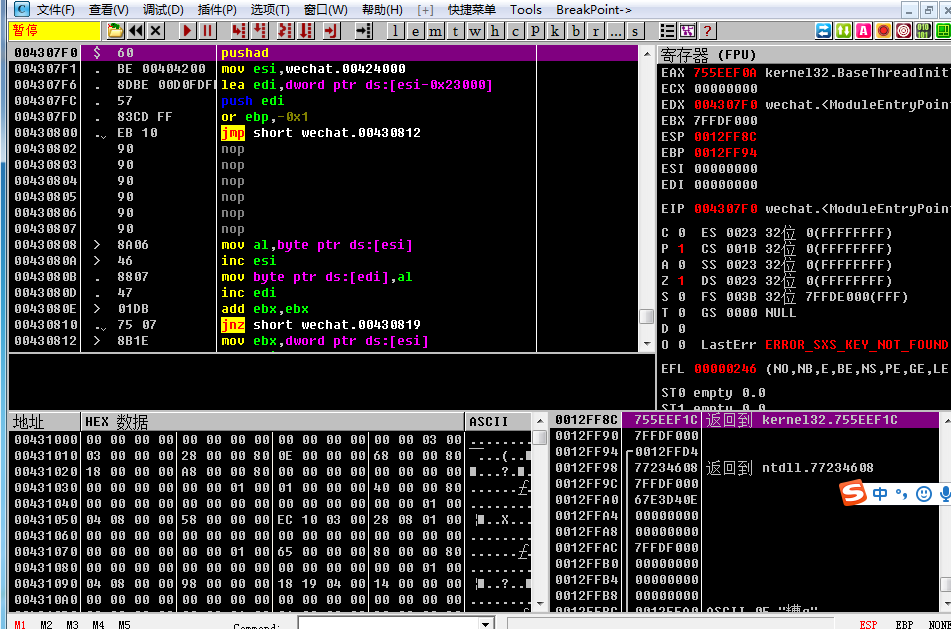 文件(F) 查看(V) 调试(D) 插件(P) 选项(T) 窗口(W) 帮助(H) [+] 快捷菜单 Tools BreakPoint->
暂停 l e m t w h c p k b r ... s
004307F0 $ 60 pushad
004307F1 . BE 00404200 mov esi,wechat.00424000
004307F6 . 8DBE 00D0FDFF lea edi,dword ptr ds:[esi-0x23000]
004307FC . 57 push edi
004307FD . 83CD FF or ebp,-0x1
00430800 . EB 10 jmp short wechat.00430812
00430802 90 nop
00430803 90 nop
00430804 90 nop
00430805 90 nop
00430806 90 nop
00430807 90 nop
00430808 > 8A06 mov al,byte ptr ds:[esi]
0043080A > 46 inc esi
0043080B . 8807 mov byte ptr ds:[edi],al
0043080D . 47 inc edi
0043080E > 01DB add ebx,ebx
00430810 . 75 07 jnz short wechat.00430819
00430812 > 8B1E mov ebx,dword ptr ds:[esi]
寄存器 (FPU)
EAX 755EEF0A kernel32.BaseThreadInit
ECX 00000000
EDX 004307F0 wechat.<ModuleEntryPoin
EBX 7FFDF000
ESP 0012FF8C
EBP 0012FF94
ESI 00000000
EDI 00000000
EIP 004307F0 wechat.<ModuleEntryPoin
C 0 ES 0023 32位 0(FFFFFFFF)
P 1 CS 001B 32位 0(FFFFFFFF)
A 0 SS 0023 32位 0(FFFFFFFF)
Z 1 DS 0023 32位 0(FFFFFFFF)
S 0 FS 003B 32位 7FFDE000(FFF)
T 0 GS 0000 NULL
D 0
O 0 LastErr ERROR_SXS_KEY_NOT_FOUND
EFL 00000246 (NO,NB,E,BE,NS,PE,GE,LE
ST0 empty 0.0
ST1 empty 0.0
地址 HEX 数据 ASCII
00431000 00 00 00 00 00 00 00 00 00 00 00 00 00 00 03 00
00431010 03 00 00 00 28 00 00 80 0E 00 00 00 68 00 00 80
00431020 18 00 00 00 A8 00 00 80 00 00 00 00 00 00 00 00
00431030 00 00 00 00 00 00 01 00 01 00 00 00 40 00 00 80
00431040 00 00 00 00 00 00 00 00 00 00 00 00 00 00 01 00
00431050 04 08 00 00 58 00 00 00 EC 10 03 00 28 08 01 00
00431060 00 00 00 00 00 00 00 00 00 00 00 00 00 00 00 00
00431070 00 00 00 00 00 00 01 00 65 00 00 00 80 00 00 80
00431080 00 00 00 00 00 00 00 00 00 00 00 00 00 00 01 00
00431090 04 08 00 00 98 00 00 00 18 19 04 00 14 00 00 00
004310A0 00 00 00 00 00 00 00 00 00 00 00 00 00 00 00 00
0012FF8C 755EEF1C 返回到 kernel32.755EEF1C
0012FF90 7FFDF000
0012FF94 0012FFD4
0012FF98 77234608 返回到 ntdll.77234608
0012FF9C 7FFDF000
0012FFA0 67E3D40E
0012FFA4 00000000
0012FFA8 00000000
0012FFAC 7FFDF000
0012FFB0 00000000
0012FFB4 00000000
0012FFB8 00000000
中
M1 M2 M3 M4 M5 Command: ESP EBP NONE